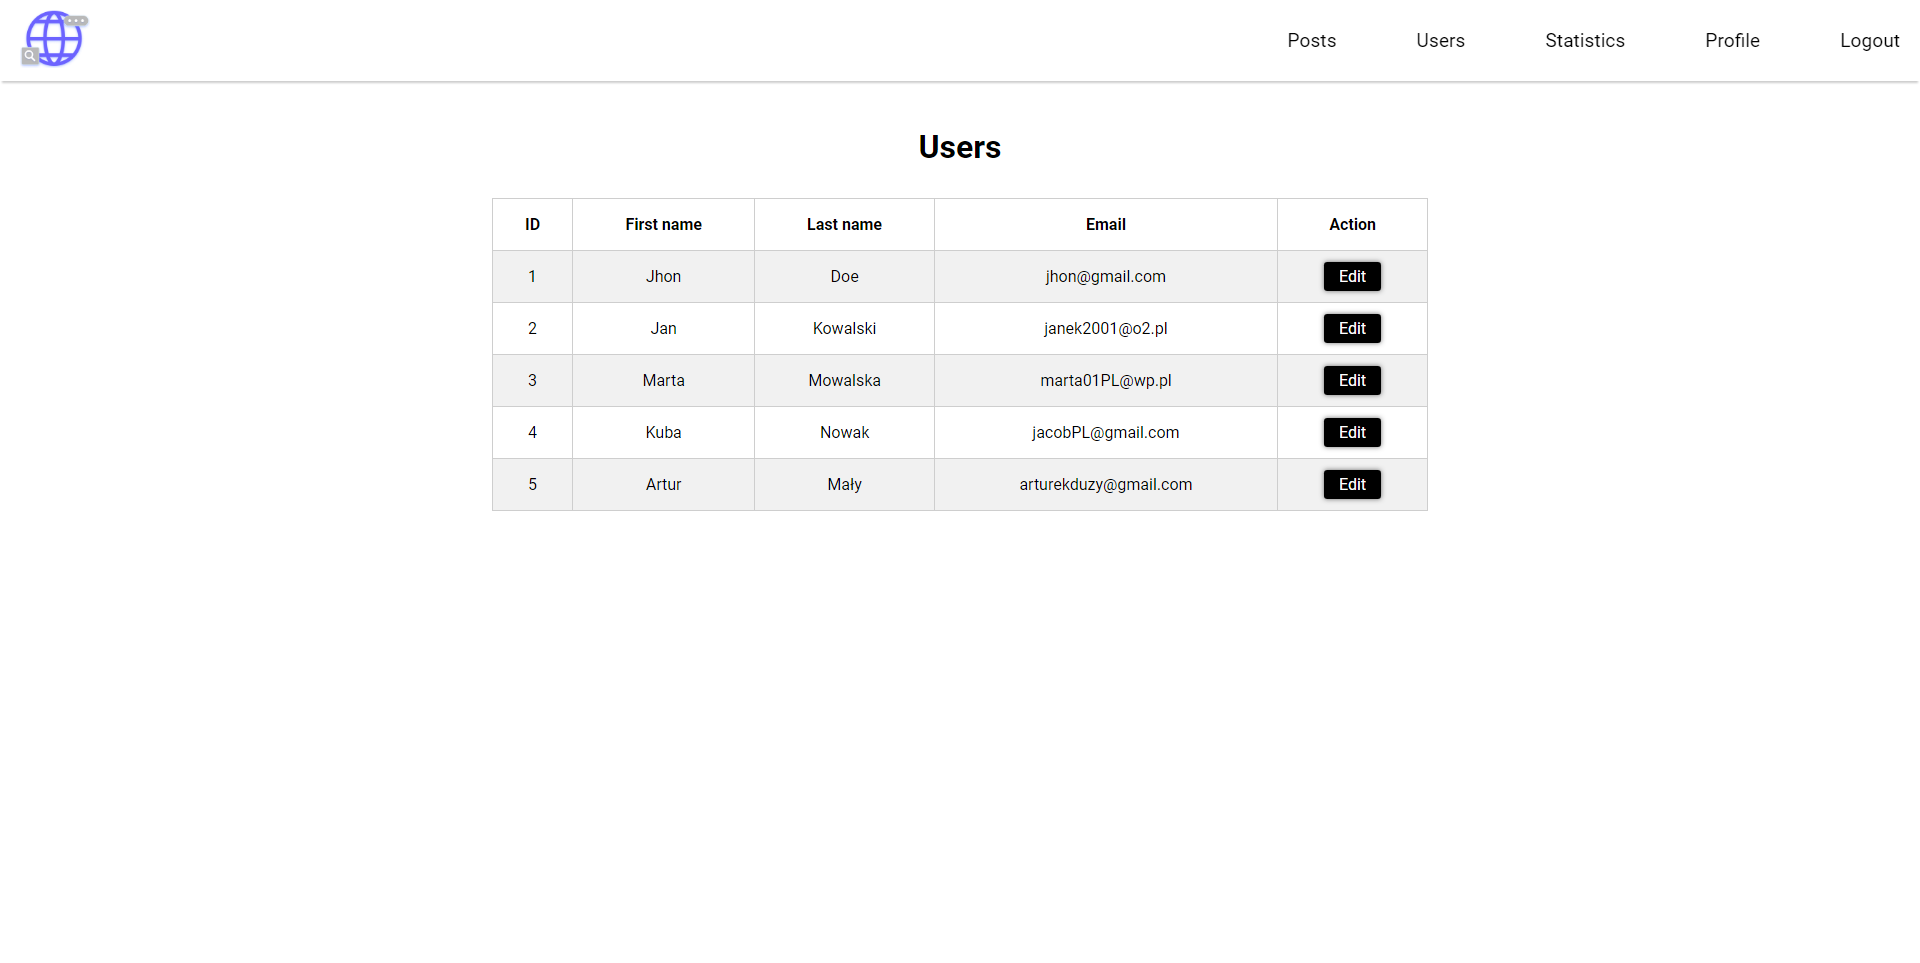 Posts Users Statistics Profile Logout
Users
ID First name Last name Email Action
1 Jhon Doe jhon@gmail.com Edit
2 Jan Kowalski janek2001@o2.pl Edit
3 Marta Mowalska marta01PL@wp.pl Edit
4 Kuba Nowak jacobPL@gmail.com Edit
5 Artur Mały arturekduzy@gmail.com Edit